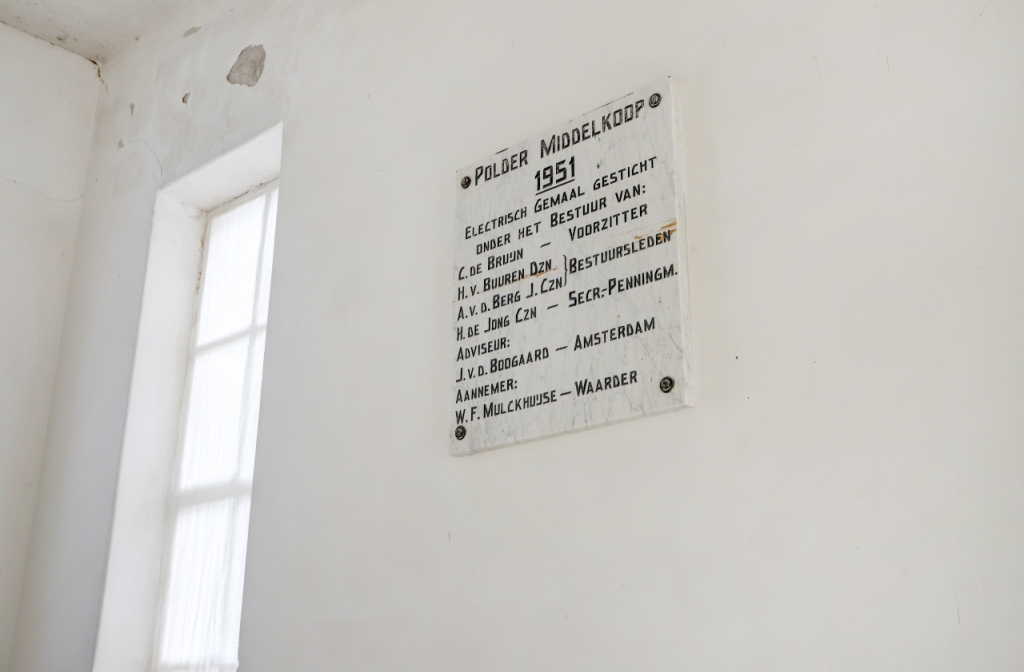 POLDER MIDDELKOOP
1951
ELECTRISCH GEMAAL GESTICHT
ONDER HET BESTUUR VAN:
C. DE BRUIJN — VOORZITTER
H. V. BUUREN DZN. } BESTUURSLEDEN
A. V. D. BERG J. CZN
H. DE JONG CZN — SECR.-PENNINGM.
ADVISEUR:
J. V. D. BOOGAARD — AMSTERDAM
AANNEMER:
W. F. MULCKHUIJSE — WAARDER